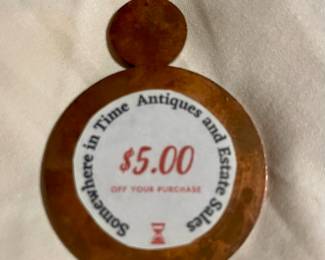 Somewhere in Time Antiques and Estate Sales
$5.00
OFF YOUR PURCHASE